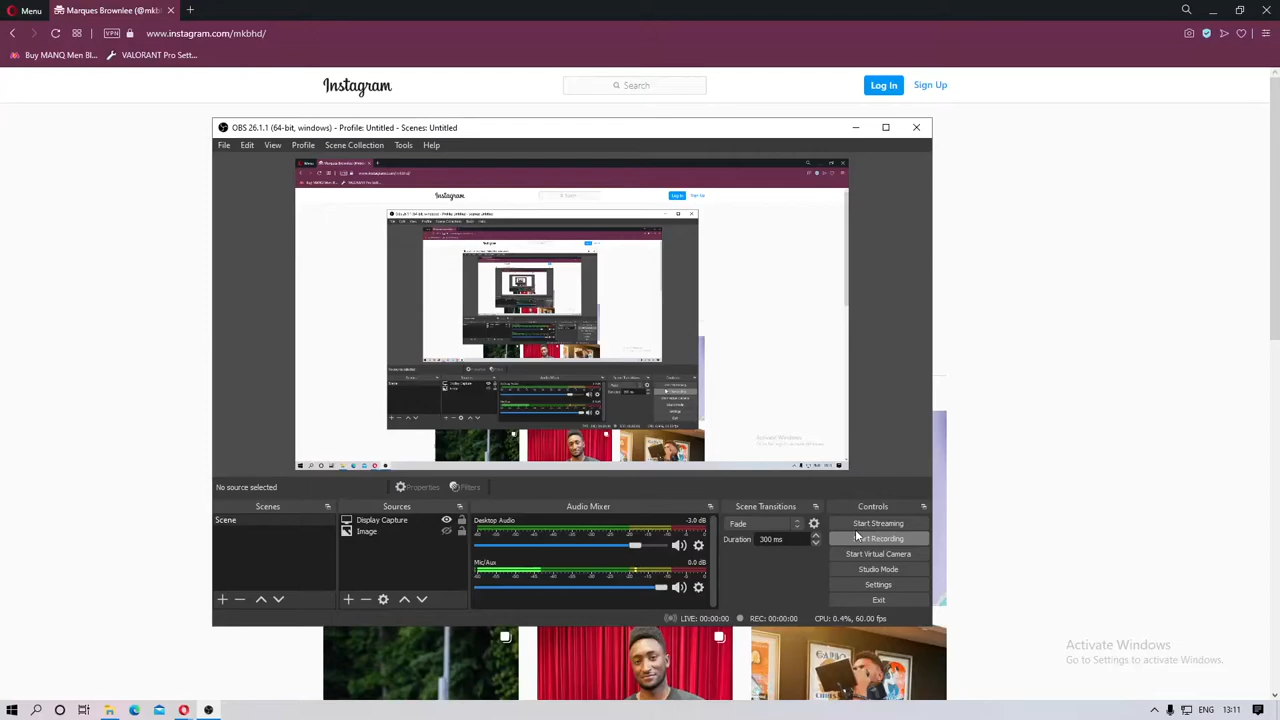 Menu
Marques Brownlee (@mkb
VPN
www.instagram.com/mkbhd/
Buy MANQ Men Bl...
VALORANT Pro Sett...
Instagram
Search
Log In
Sign Up
OBS 26.1.1 (64-bit, windows) - Profile: Untitled - Scenes: Untitled
File Edit View Profile Scene Collection Tools Help
No source selected
Properties
Filters
Scenes
Sources
Audio Mixer
Scene Transitions
Controls
Scene
Display Capture
Image
Desktop Audio
-3.0 dB
Mic/Aux
0.0 dB
Fade
Duration
300 ms
Start Streaming
Start Recording
Start Virtual Camera
Studio Mode
Settings
Exit
LIVE: 00:00:00
REC: 00:00:00
CPU: 0.4%, 60.00 fps
Activate Windows
Go to Settings to activate Windows.
ENG
13:11